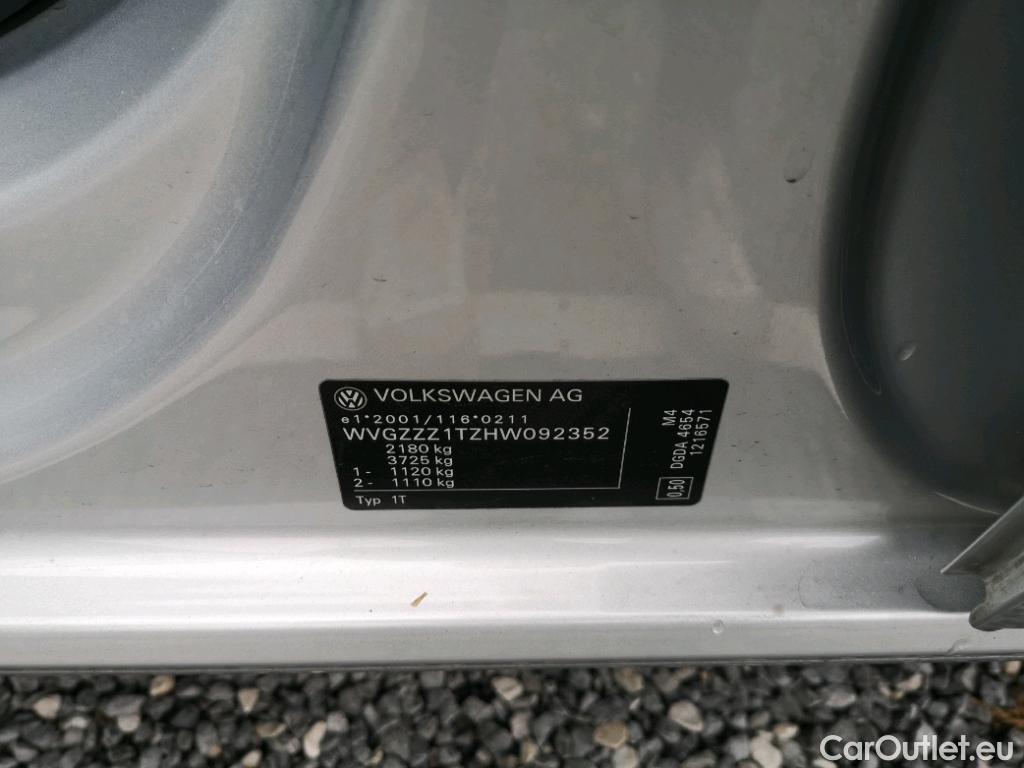 VOLKSWAGEN AG
e1*2001/116*0211
WVGZZZ1TZHW092352
2180 kg
3725 kg
1- 1120 kg
2- 1110 kg
Typ 1T
M4
DGDA 4654
1216571
0,50
CarOutlet.eu